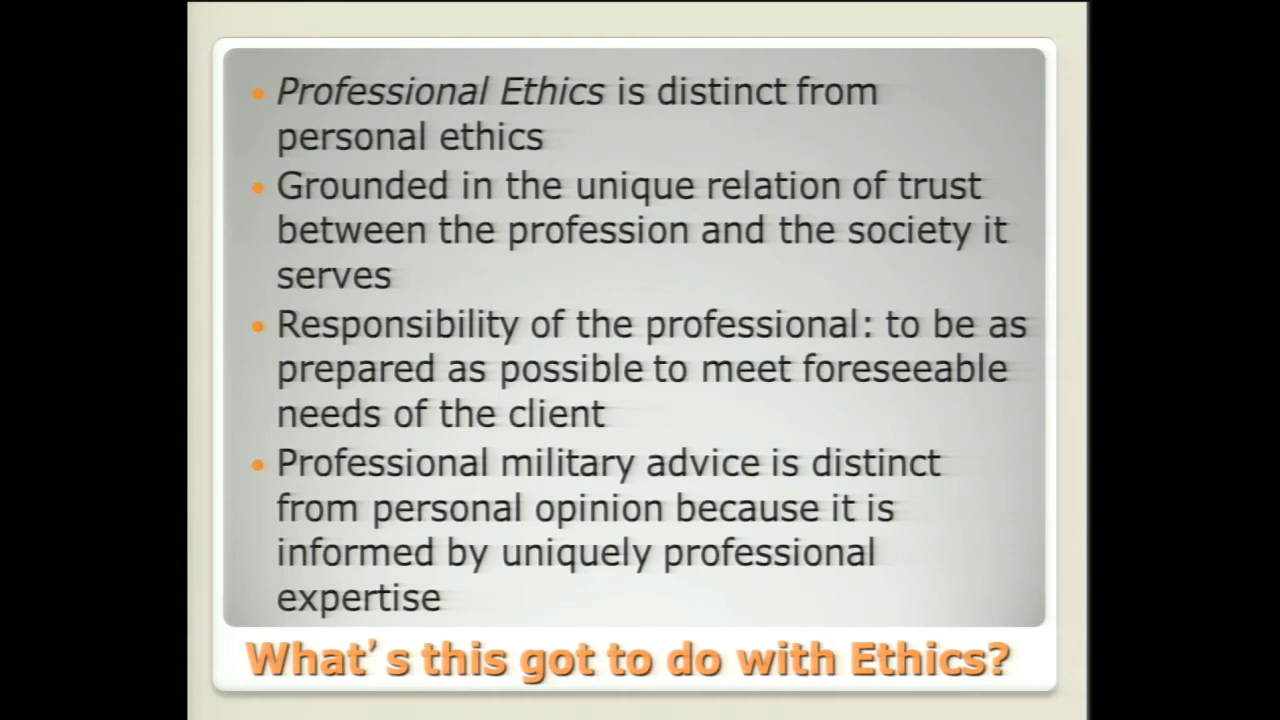 Professional Ethics is distinct from
personal ethics
Grounded in the unique relation of trust
between the profession and the society it
serves
Responsibility of the professional: to be as
prepared as possible to meet foreseeable
needs of the client
Professional military advice is distinct
from personal opinion because it is
informed by uniquely professional
expertise
What's this got to do with Ethics?